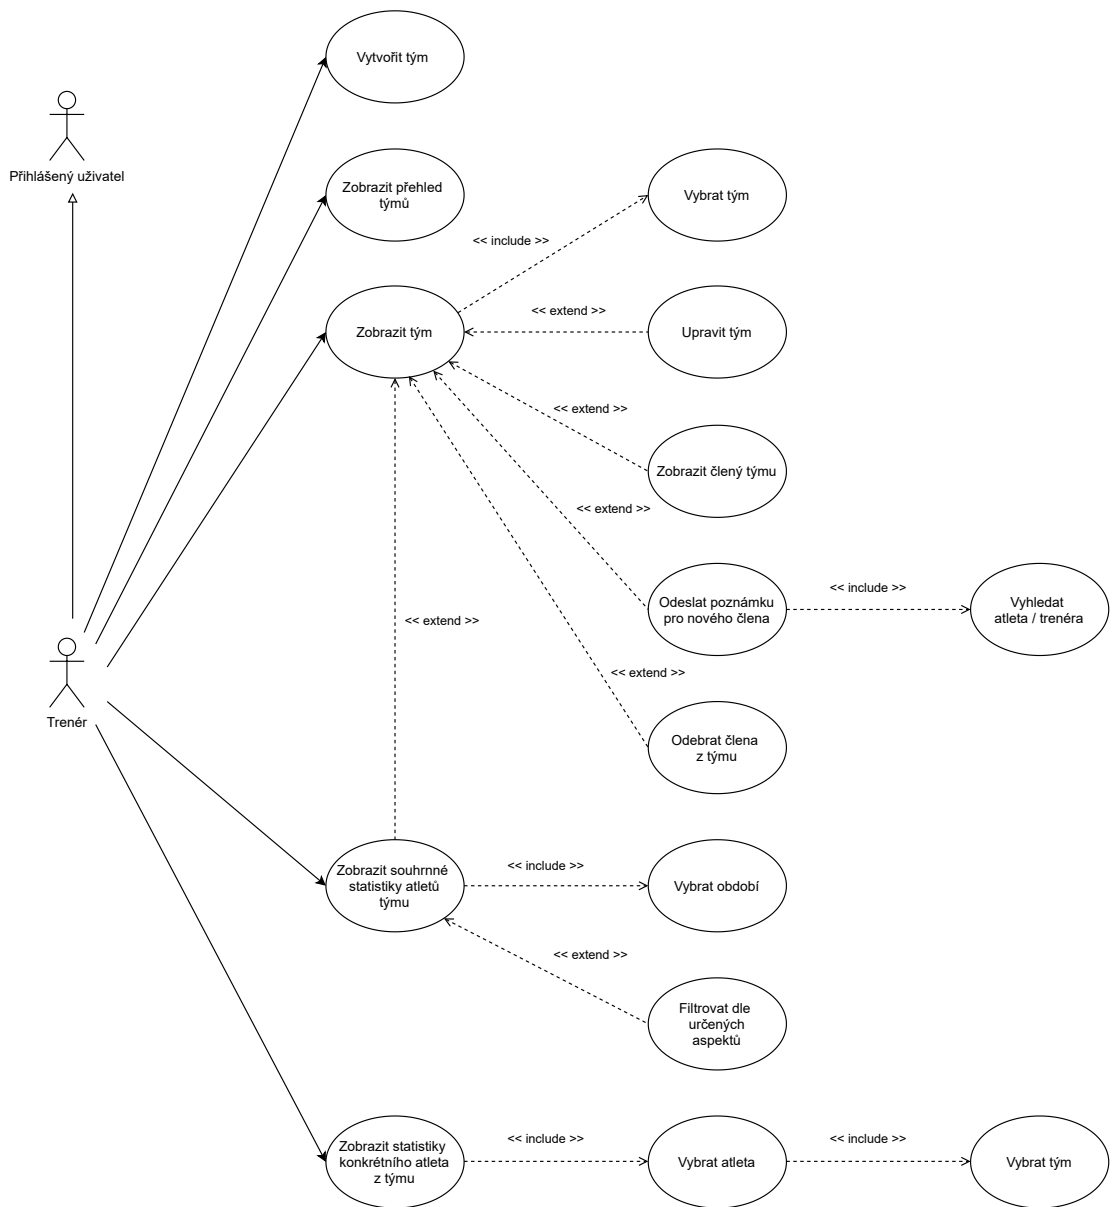 Vytvořit tým
Přihlášený uživatel
Zobrazit přehled
týmů
Vybrat tým
<< include >>
Zobrazit tým
<< extend >>
Upravit tým
<< extend >>
Zobrazit člený týmu
<< extend >>
Odeslat poznámku
pro nového člena
<< include >>
Vyhledat
atleta / trenéra
<< extend >>
<< extend >>
Trenér
Odebrat člena
z týmu
Zobrazit souhrnné
statistiky atletů
týmu
<< include >>
Vybrat období
<< extend >>
Filtrovat dle
určených
aspektů
Zobrazit statistiky
konkrétního atleta
z týmu
<< include >>
Vybrat atleta
<< include >>
Vybrat tým